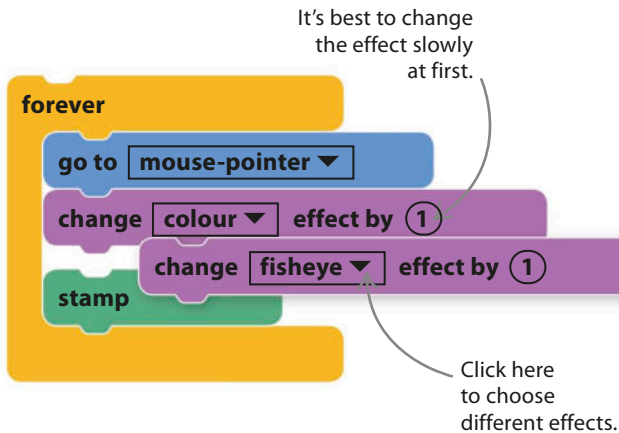 It's best to change
the effect slowly
at first.
forever
go to mouse-pointer
change colour effect by 1
change fisheye effect by 1
stamp
Click here
to choose
different effects.